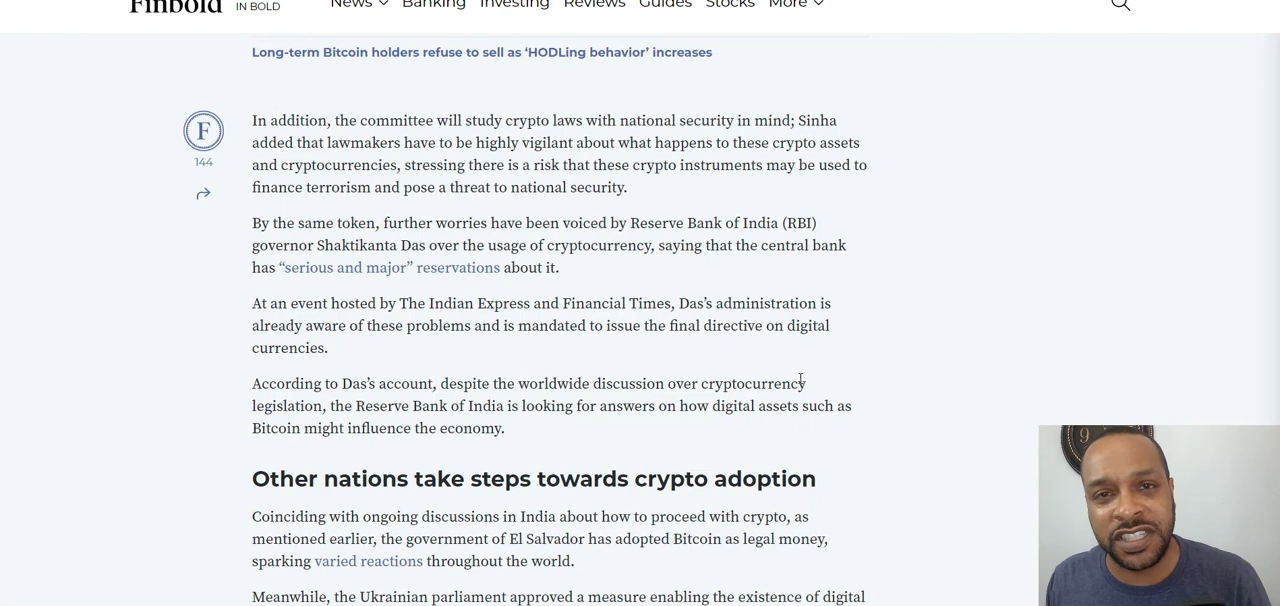 Finbold
IN BOLD
News
Banking
Investing
Reviews
Guides
Stocks
More
Long-term Bitcoin holders refuse to sell as ‘HODLing behavior’ increases
F
144
In addition, the committee will study crypto laws with national security in mind; Sinha
added that lawmakers have to be highly vigilant about what happens to these crypto assets
and cryptocurrencies, stressing there is a risk that these crypto instruments may be used to
finance terrorism and pose a threat to national security.
By the same token, further worries have been voiced by Reserve Bank of India (RBI)
governor Shaktikanta Das over the usage of cryptocurrency, saying that the central bank
has “serious and major” reservations about it.
At an event hosted by The Indian Express and Financial Times, Das’s administration is
already aware of these problems and is mandated to issue the final directive on digital
currencies.
According to Das’s account, despite the worldwide discussion over cryptocurrency
legislation, the Reserve Bank of India is looking for answers on how digital assets such as
Bitcoin might influence the economy.
Other nations take steps towards crypto adoption
Coinciding with ongoing discussions in India about how to proceed with crypto, as
mentioned earlier, the government of El Salvador has adopted Bitcoin as legal money,
sparking varied reactions throughout the world.
Meanwhile, the Ukrainian parliament approved a measure enabling the existence of digital
9